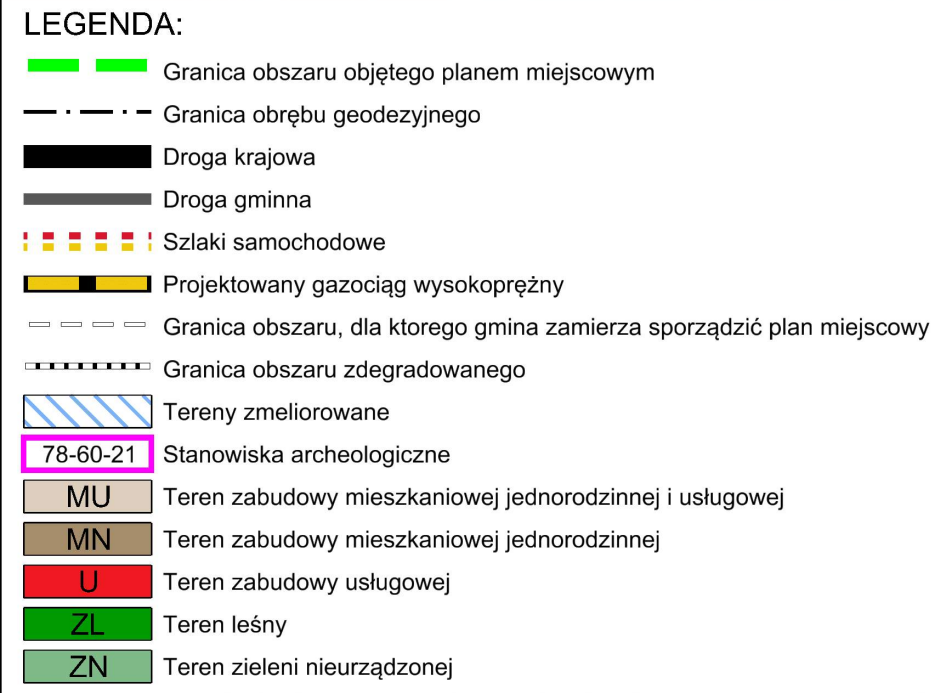 LEGENDA:
Granica obszaru objętego planem miejscowym
Granica obrębu geodezyjnego
Droga krajowa
Droga gminna
Szlaki samochodowe
Projektowany gazociąg wysokoprężny
Granica obszaru, dla ktorego gmina zamierza sporządzić plan miejscowy
Granica obszaru zdegradowanego
Tereny zmeliorowane
78-60-21 Stanowiska archeologiczne
MU Teren zabudowy mieszkaniowej jednorodzinnej i usługowej
MN Teren zabudowy mieszkaniowej jednorodzinnej
U Teren zabudowy usługowej
ZL Teren leśny
ZN Teren zieleni nieurządzonej